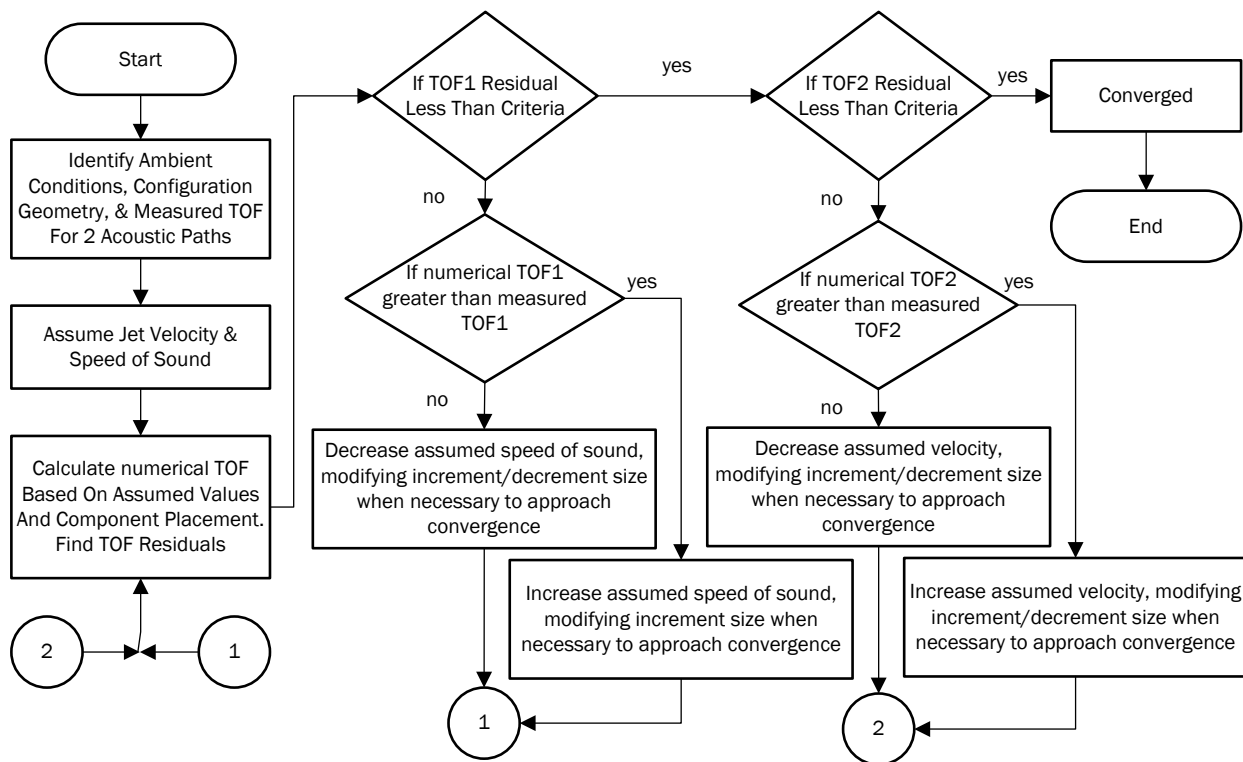 Start
Identify Ambient
Conditions, Configuration
Geometry, & Measured TOF
For 2 Acoustic Paths
Assume Jet Velocity &
Speed of Sound
Calculate numerical TOF
Based On Assumed Values
And Component Placement.
Find TOF Residuals
2
1
If TOF1 Residual
Less Than Criteria
yes
no
If numerical TOF1
greater than measured
TOF1
yes
no
Decrease assumed speed of sound,
modifying increment/decrement size
when necessary to approach
convergence
Increase assumed speed of sound,
modifying increment size when
necessary to approach convergence
1
If TOF2 Residual
Less Than Criteria
yes
no
If numerical TOF2
greater than measured
TOF2
yes
no
Decrease assumed velocity,
modifying increment/decrement size
when necessary to approach
convergence
Increase assumed velocity, modifying
increment/decrement size when
necessary to approach convergence
2
Converged
End